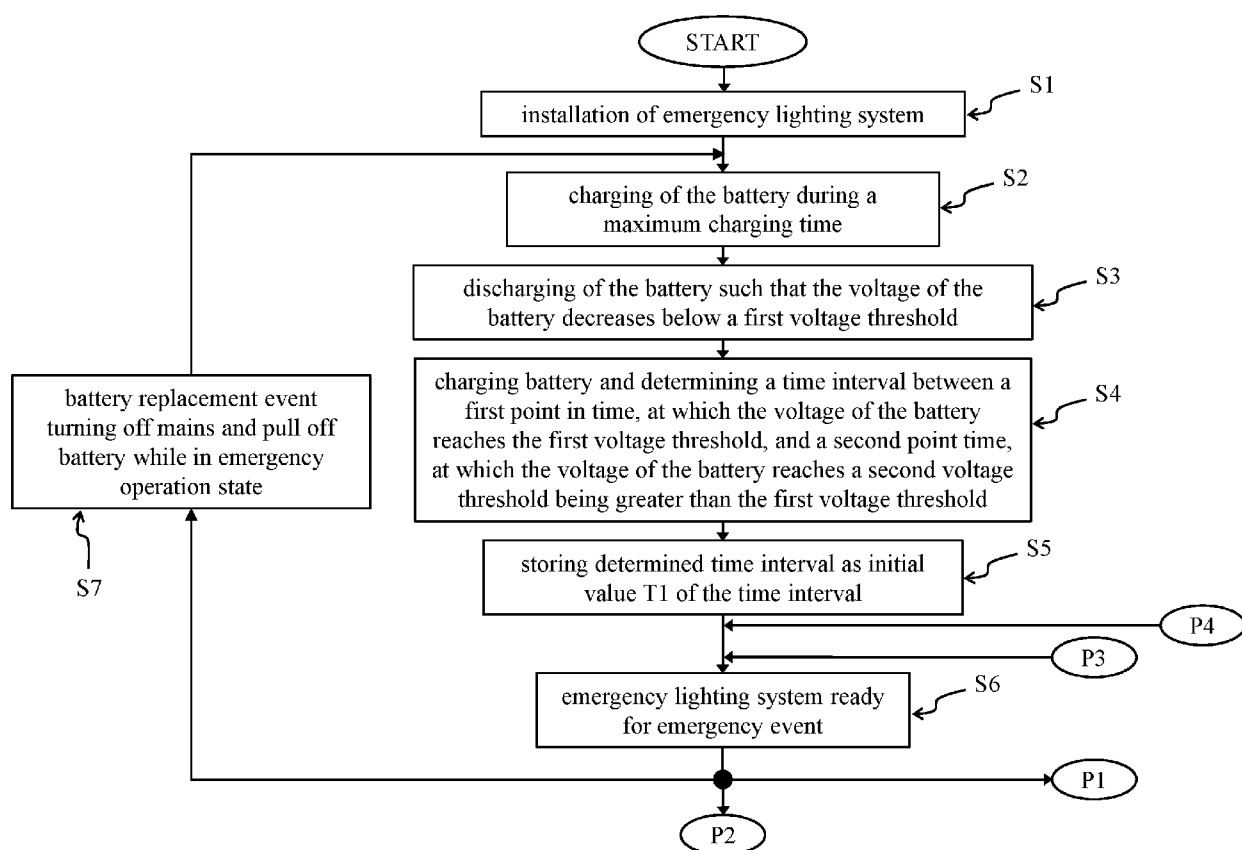 START
S1
installation of emergency lighting system
S2
charging of the battery during a
maximum charging time
S3
discharging of the battery such that the voltage of the
battery decreases below a first voltage threshold
S4
charging battery and determining a time interval between a
first point in time, at which the voltage of the battery
reaches the first voltage threshold, and a second point time,
at which the voltage of the battery reaches a second voltage
threshold being greater than the first voltage threshold
battery replacement event
turning off mains and pull off
battery while in emergency
operation state
S7
S5
storing determined time interval as initial
value T1 of the time interval
P4
P3
S6
emergency lighting system ready
for emergency event
P1
P2